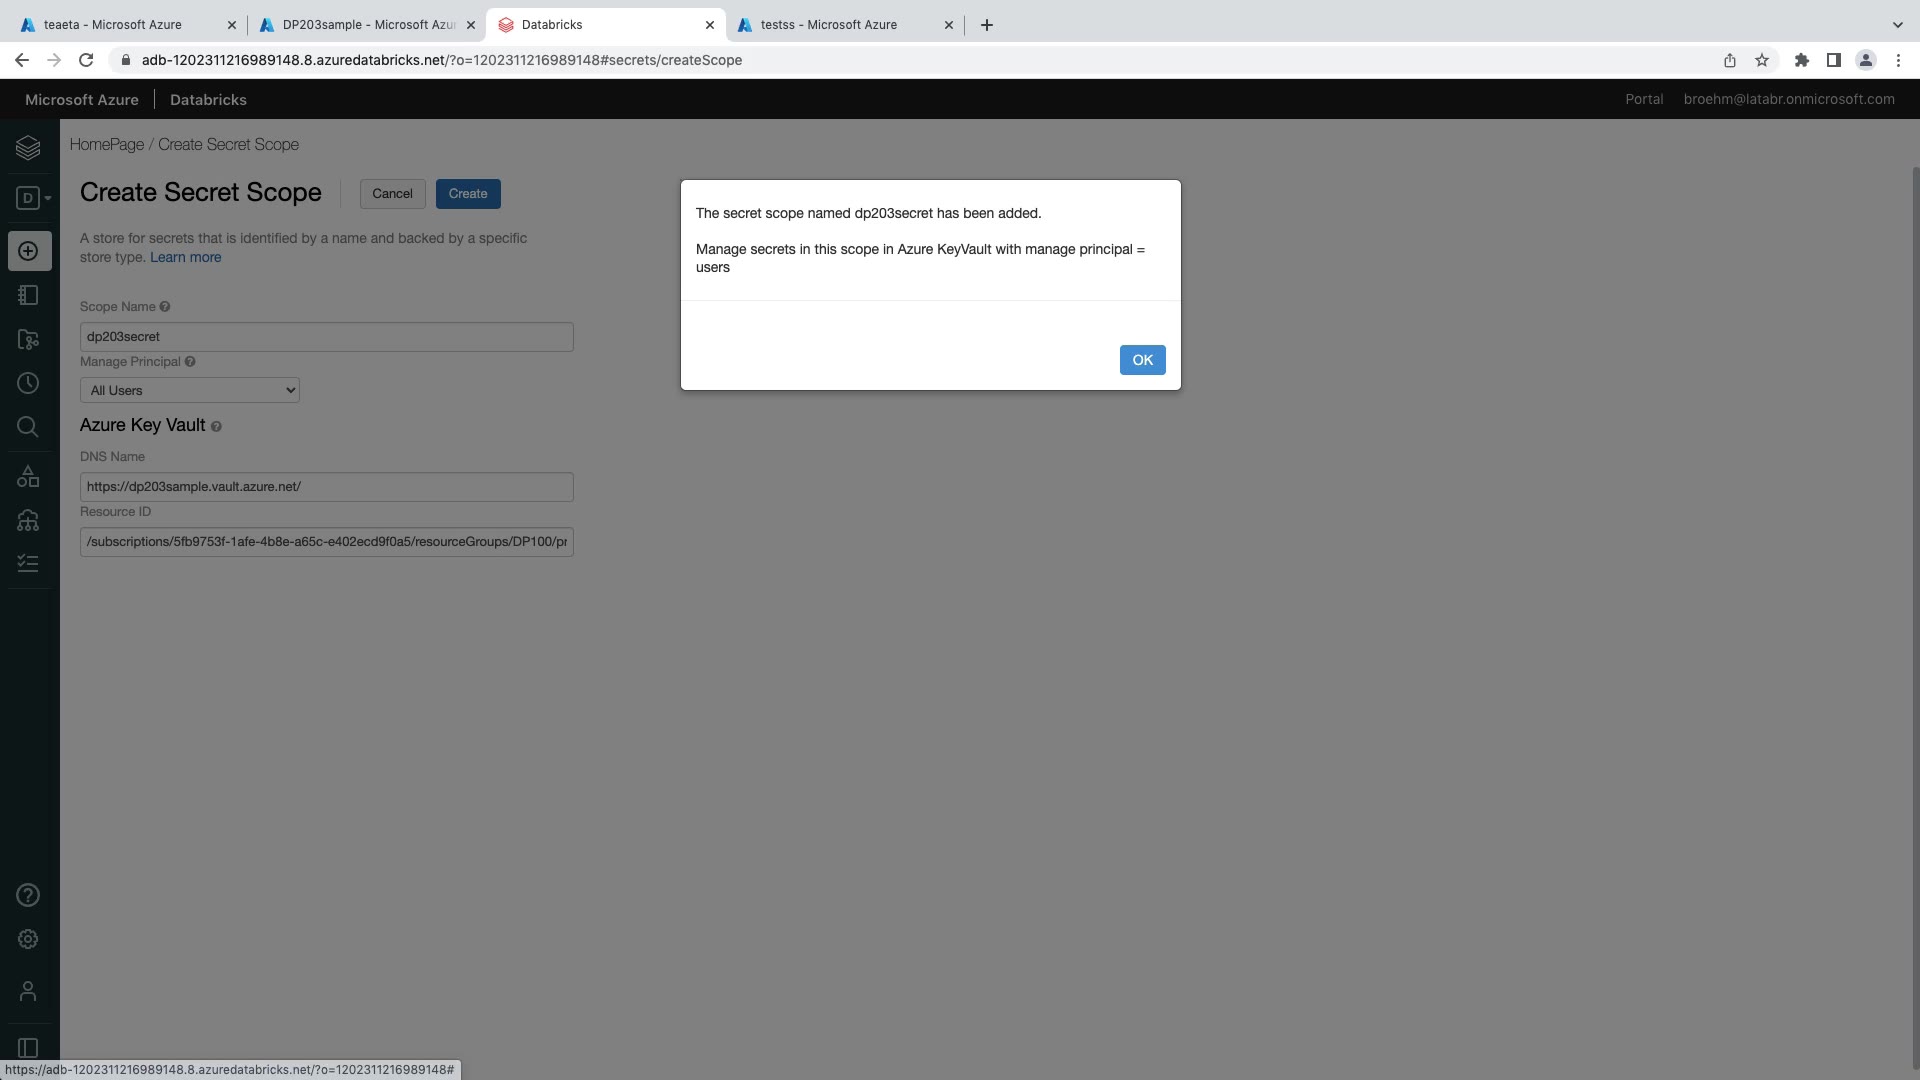 teaeta - Microsoft Azure
DP203sample - Microsoft Azu
Databricks
testss - Microsoft Azure
adb-1202311216989148.8.azuredatabricks.net/?o=1202311216989148#secrets/createScope
Microsoft Azure
Databricks
Portal
broehm@latabr.onmicrosoft.com
HomePage / Create Secret Scope
D
Create Secret Scope
Cancel
Create
A store for secrets that is identified by a name and backed by a specific
store type. Learn more
Scope Name
dp203secret
Manage Principal
All Users
Azure Key Vault
DNS Name
https://dp203sample.vault.azure.net/
Resource ID
/subscriptions/5fb9753f-1afe-4b8e-a65c-e402ecd9f0a5/resourceGroups/DP100/pr
The secret scope named dp203secret has been added.
Manage secrets in this scope in Azure KeyVault with manage principal =
users
OK
https://adb-1202311216989148.8.azuredatabricks.net/?o=1202311216989148#